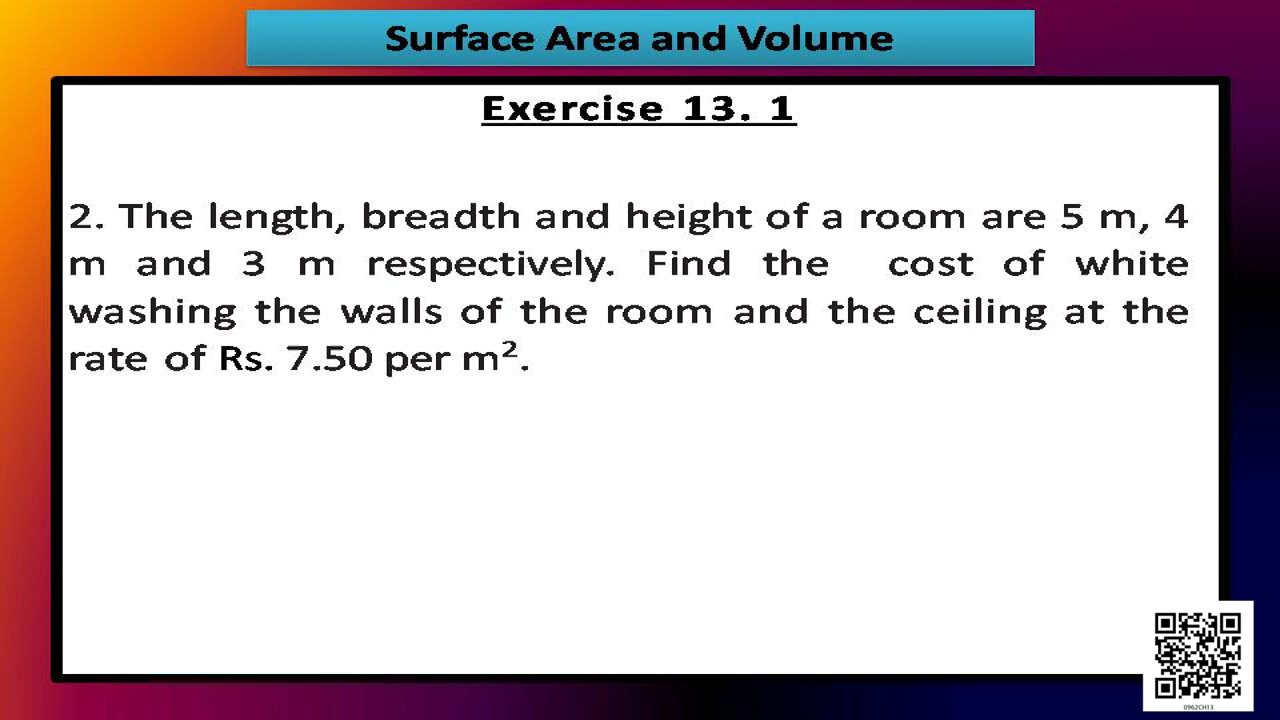 Surface Area and Volume
Exercise 13. 1
2. The length, breadth and height of a room are 5 m, 4
m and 3 m respectively. Find the cost of white
washing the walls of the room and the ceiling at the
rate of Rs. 7.50 per m².
0962CH13